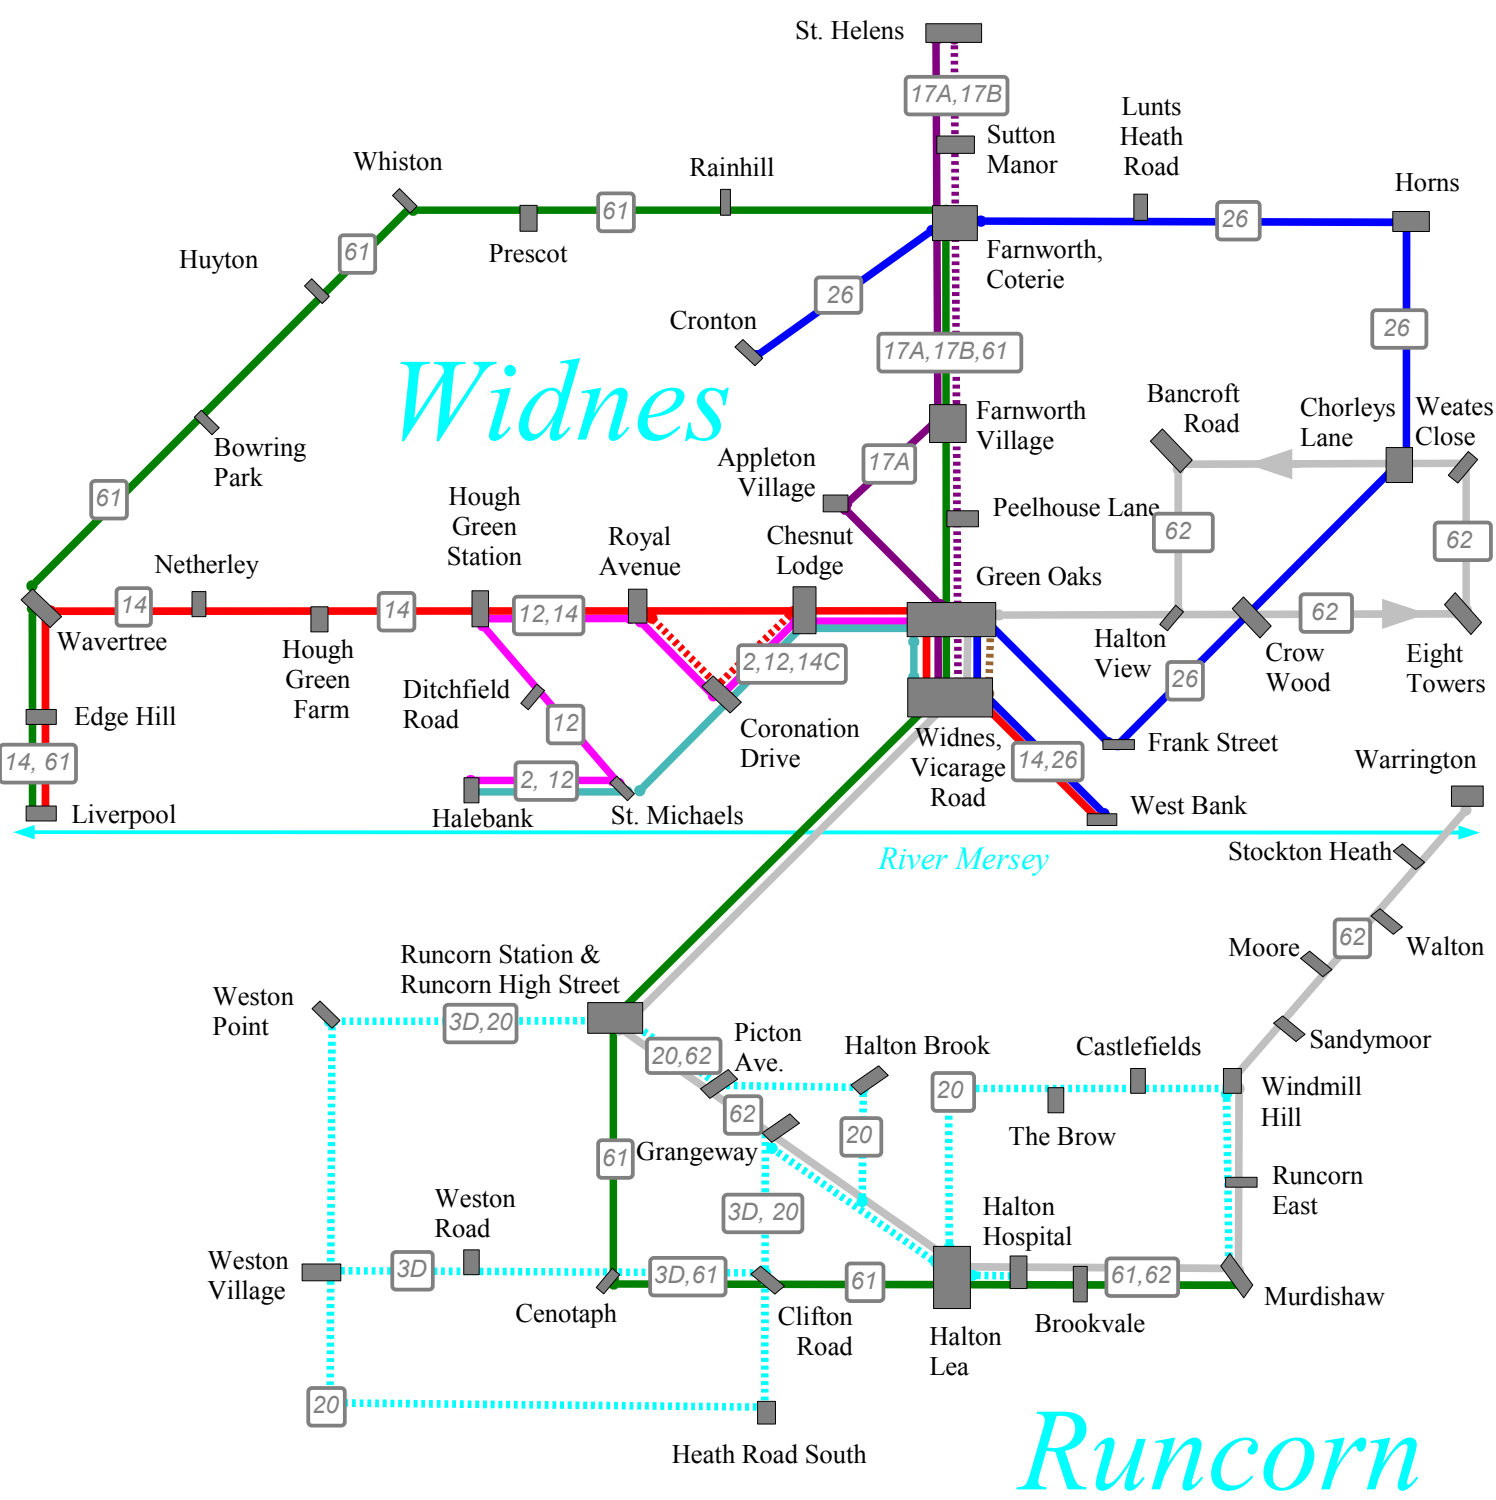 St. Helens
17A,17B
Lunts
Heath
Road
Sutton
Manor
Whiston
Rainhill
Horns
61
26
Prescot
Huyton
61
Farnworth,
Coterie
26
Cronton
26
17A,17B,61
Widnes
Bancroft
Road
Chorleys
Lane
Weates
Close
Farnworth
Village
Bowring
Park
Appleton
Village
17A
61
Hough
Green
Station
Peelhouse Lane
Royal
Avenue
Chesnut
Lodge
62
62
Netherley
Green Oaks
14
14
12,14
62
Wavertree
Hough
Green
Farm
2,12,14C
Halton
View
Crow
Wood
Eight
Towers
Ditchfield
Road
26
Edge Hill
12
Coronation
Drive
Widnes,
Vicarage
Road
14,26
Frank Street
14, 61
Warrington
2, 12
Liverpool
Halebank
St. Michaels
West Bank
River Mersey
Stockton Heath
Runcorn Station &
Runcorn High Street
62
Moore
Walton
Weston
Point
3D,20
20,62
Picton
Ave.
Halton Brook
Castlefields
Sandymoor
62
20
Windmill
Hill
Grangeway
20
The Brow
61
Runcorn
East
Weston
Road
3D, 20
Halton
Hospital
Weston
Village
3D
3D,61
61
61,62
Cenotaph
Clifton
Road
Halton
Lea
Brookvale
Murdishaw
20
Heath Road South
Runcorn